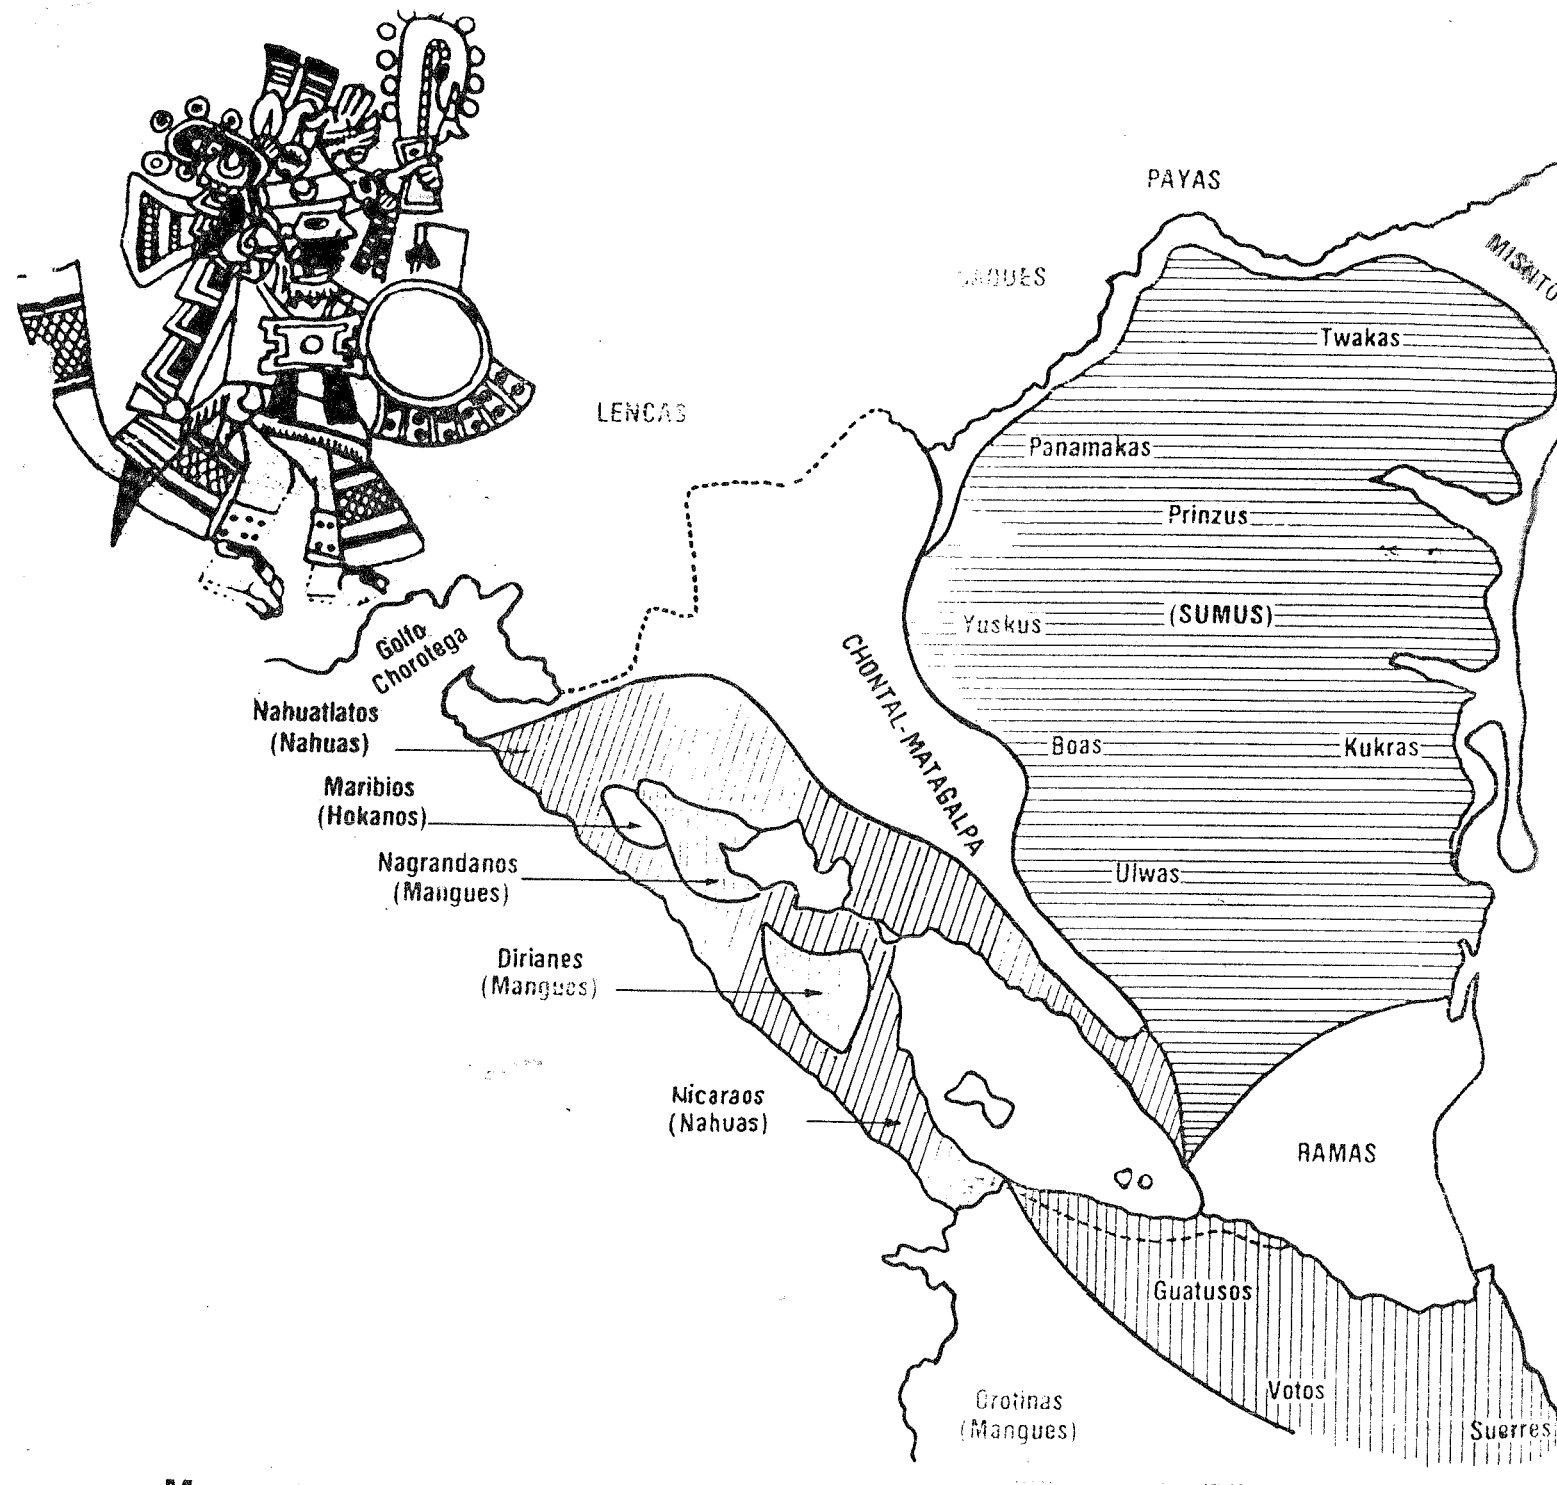 PAYAS
LENCAS
Twakas
Panamakas
Prinzus
(SUMUS)
Yuskus
Golfo
Chorotega
CHONTAL-MATAGALPA
Nahuatlatos
(Nahuas)
Boas
Kukras
Maribios
(Hokanos)
Nagrandanos
(Mangues)
Ulwas
Dirianes
(Mangues)
Nicaraos
(Nahuas)
RAMAS
Guatusos
Votos
Orotinas
(Mangues)
Suerres